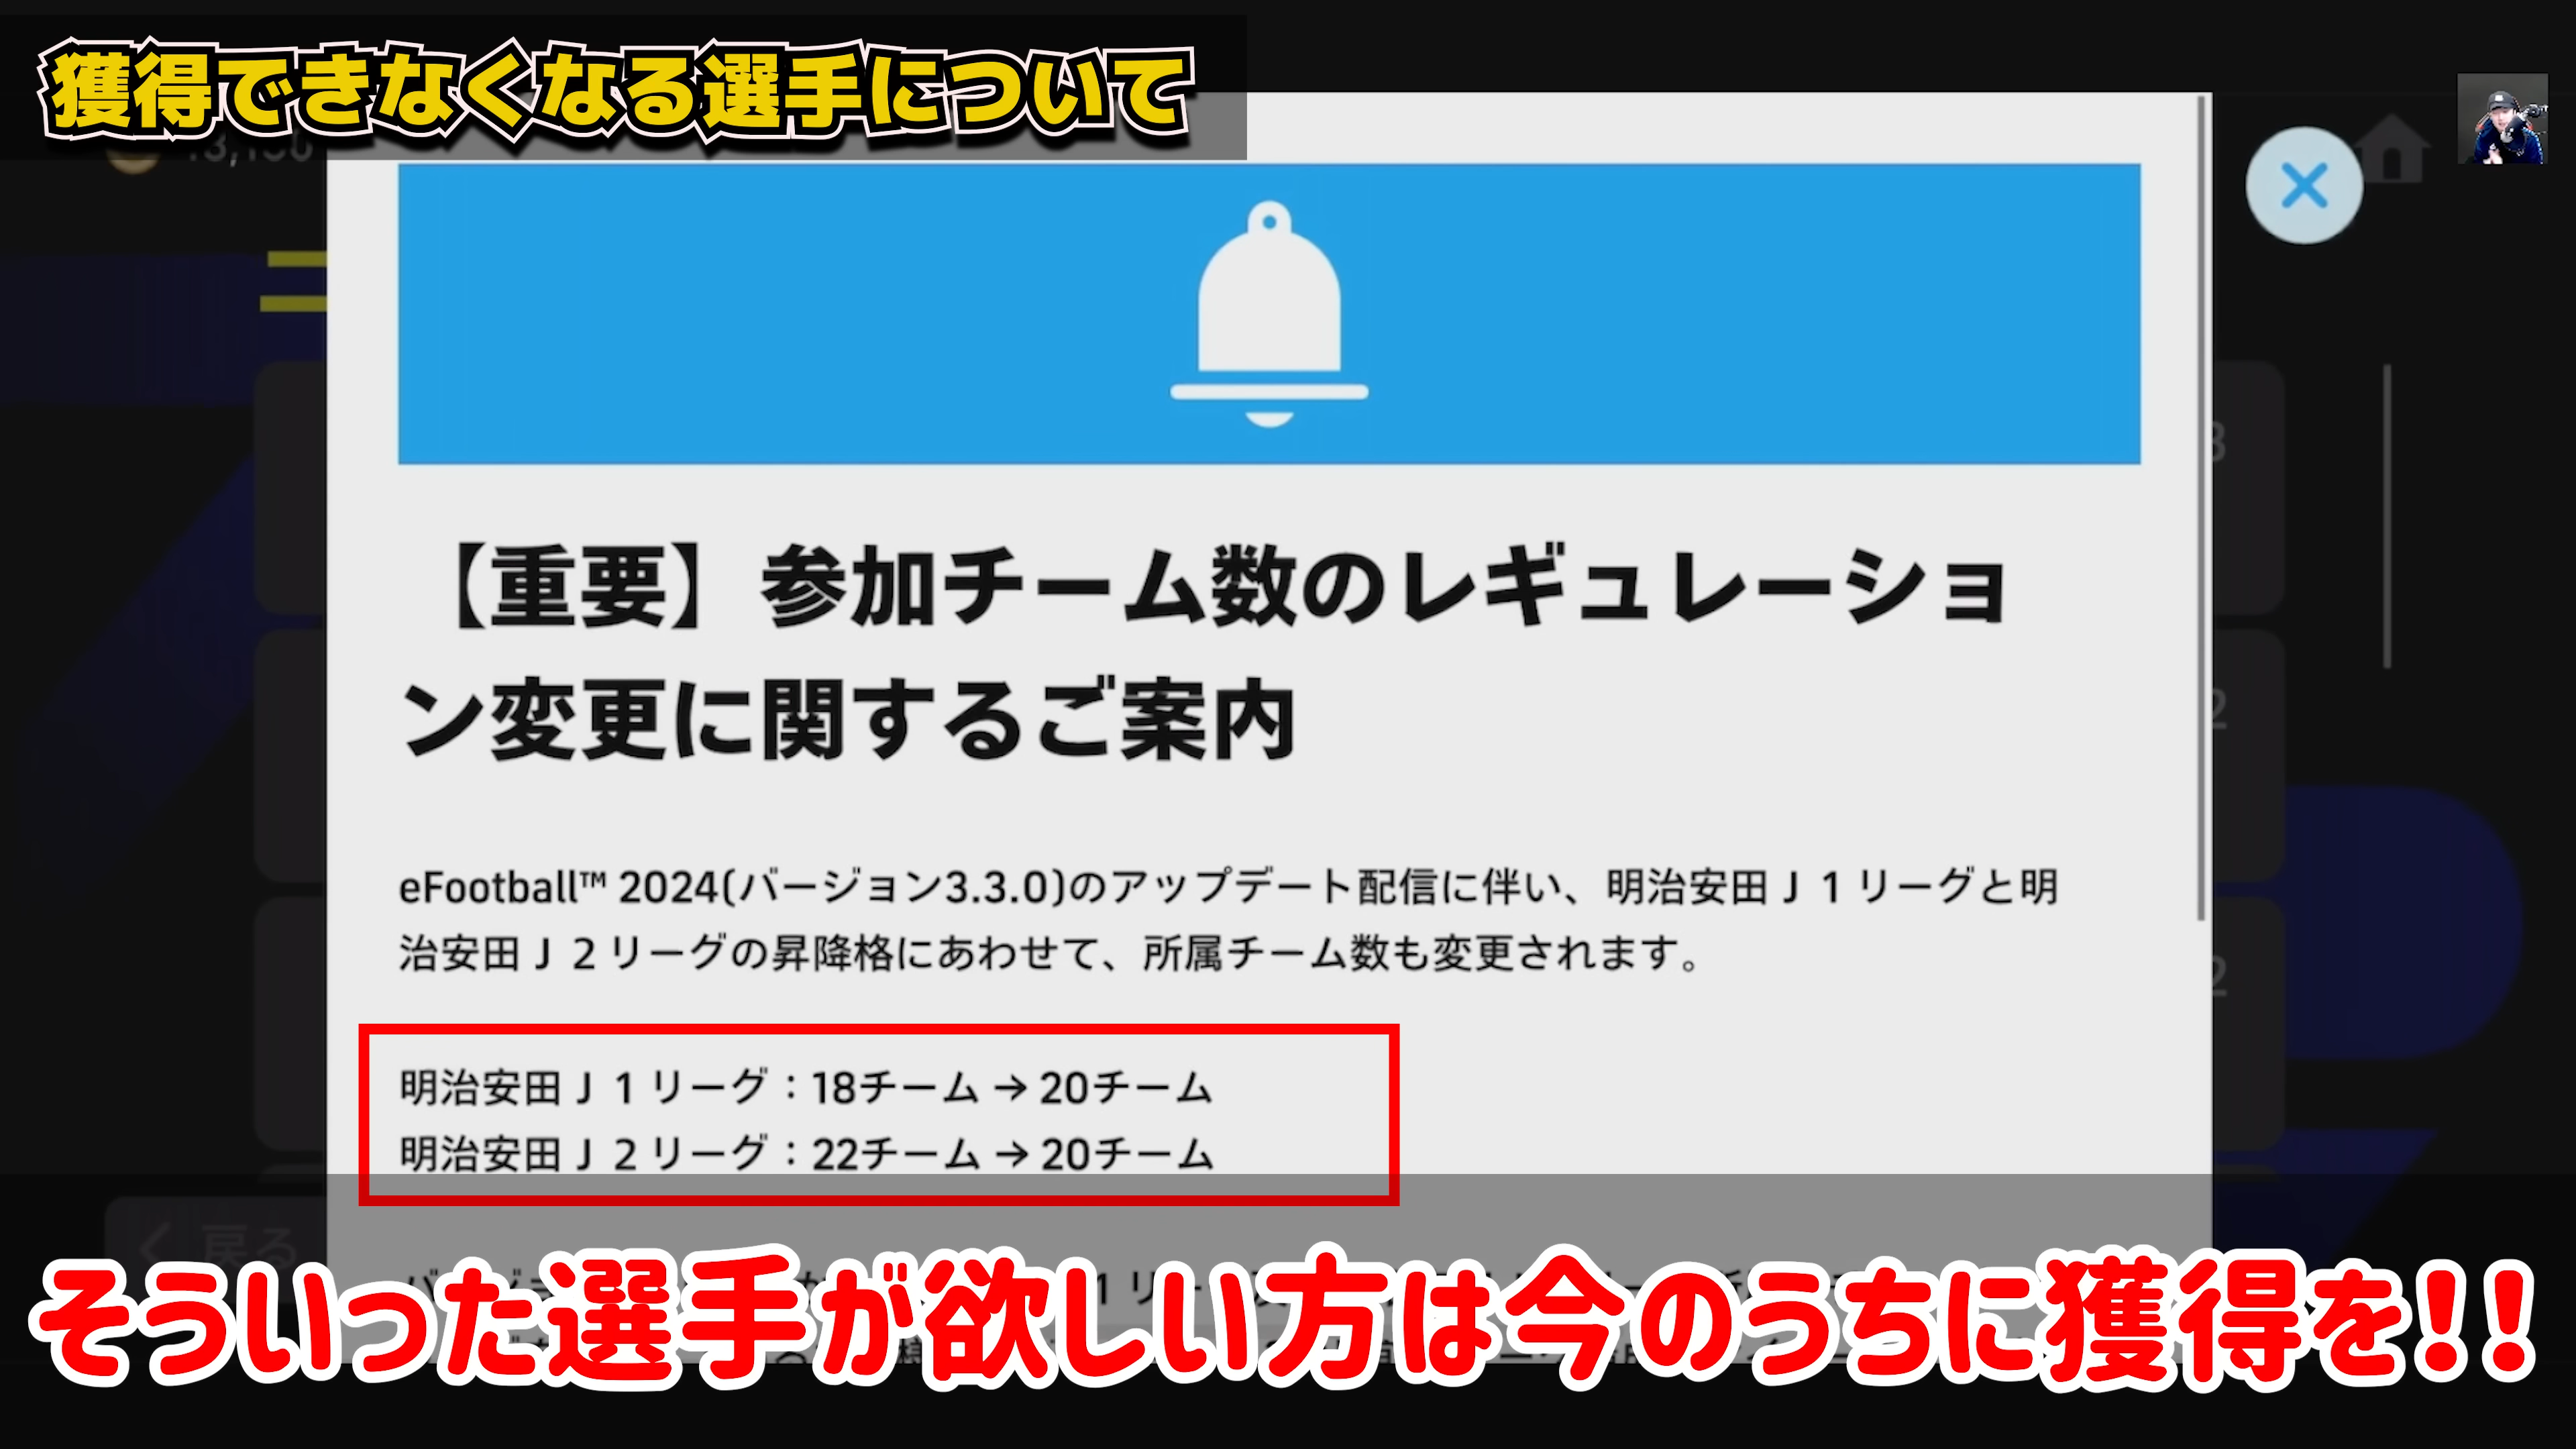 獲得できなくなる選手について
【重要】参加チーム数のレギュレーショ
ン変更に関するご案内
eFootball™ 2024(バージョン3.3.0)のアップデート配信に伴い、明治安田Ｊ１リーグと明
治安田Ｊ２リーグの昇降格にあわせて、所属チーム数も変更されます。
明治安田Ｊ１リーグ：18チーム → 20チーム
明治安田Ｊ２リーグ：22チーム → 20チーム
戻る
そういった選手が欲しい方は今のうちに獲得を!!